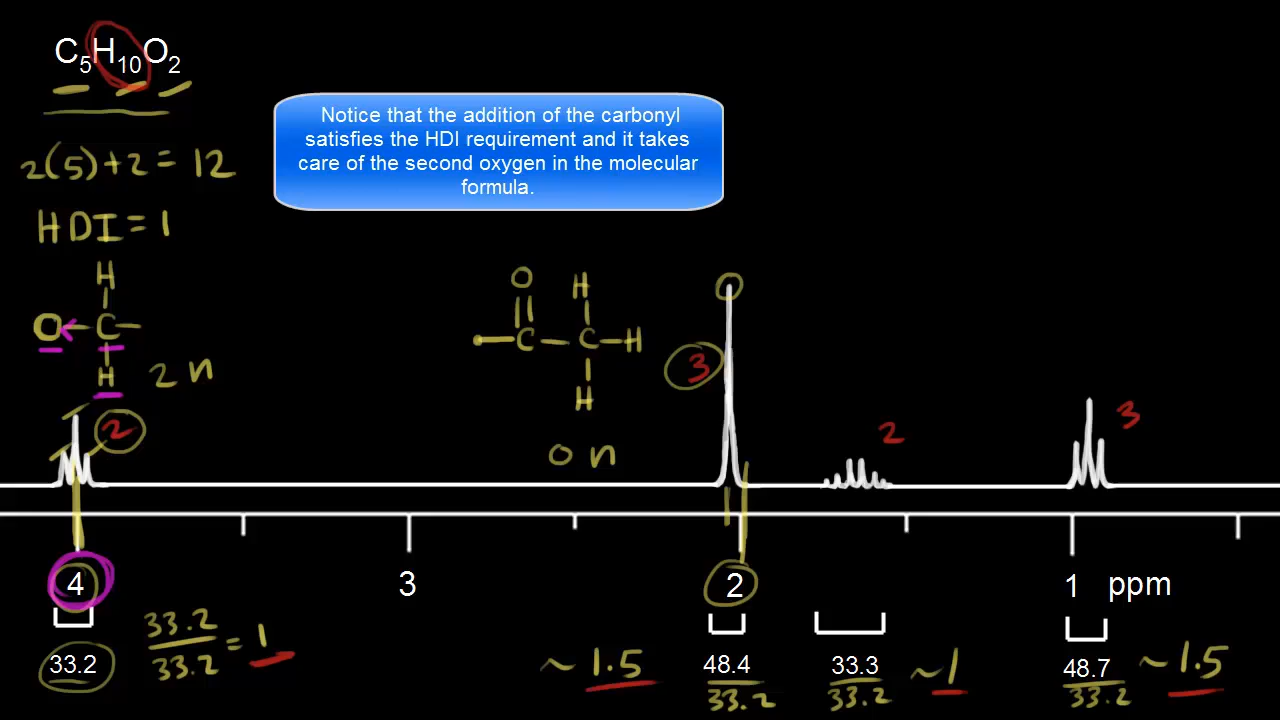 C5H10O2
Notice that the addition of the carbonyl
satisfies the HDI requirement and it takes
care of the second oxygen in the molecular
formula.
2(5)+2=12
HDI=1
H
O C
H
2 n
2
O
H
C C H
H
0 n
3
2
3
4
3
2
1 ppm
33.2
33.2/33.2 = 1
~ 1.5
48.4/33.2
33.3/33.2 ~1
48.7/33.2 ~1.5